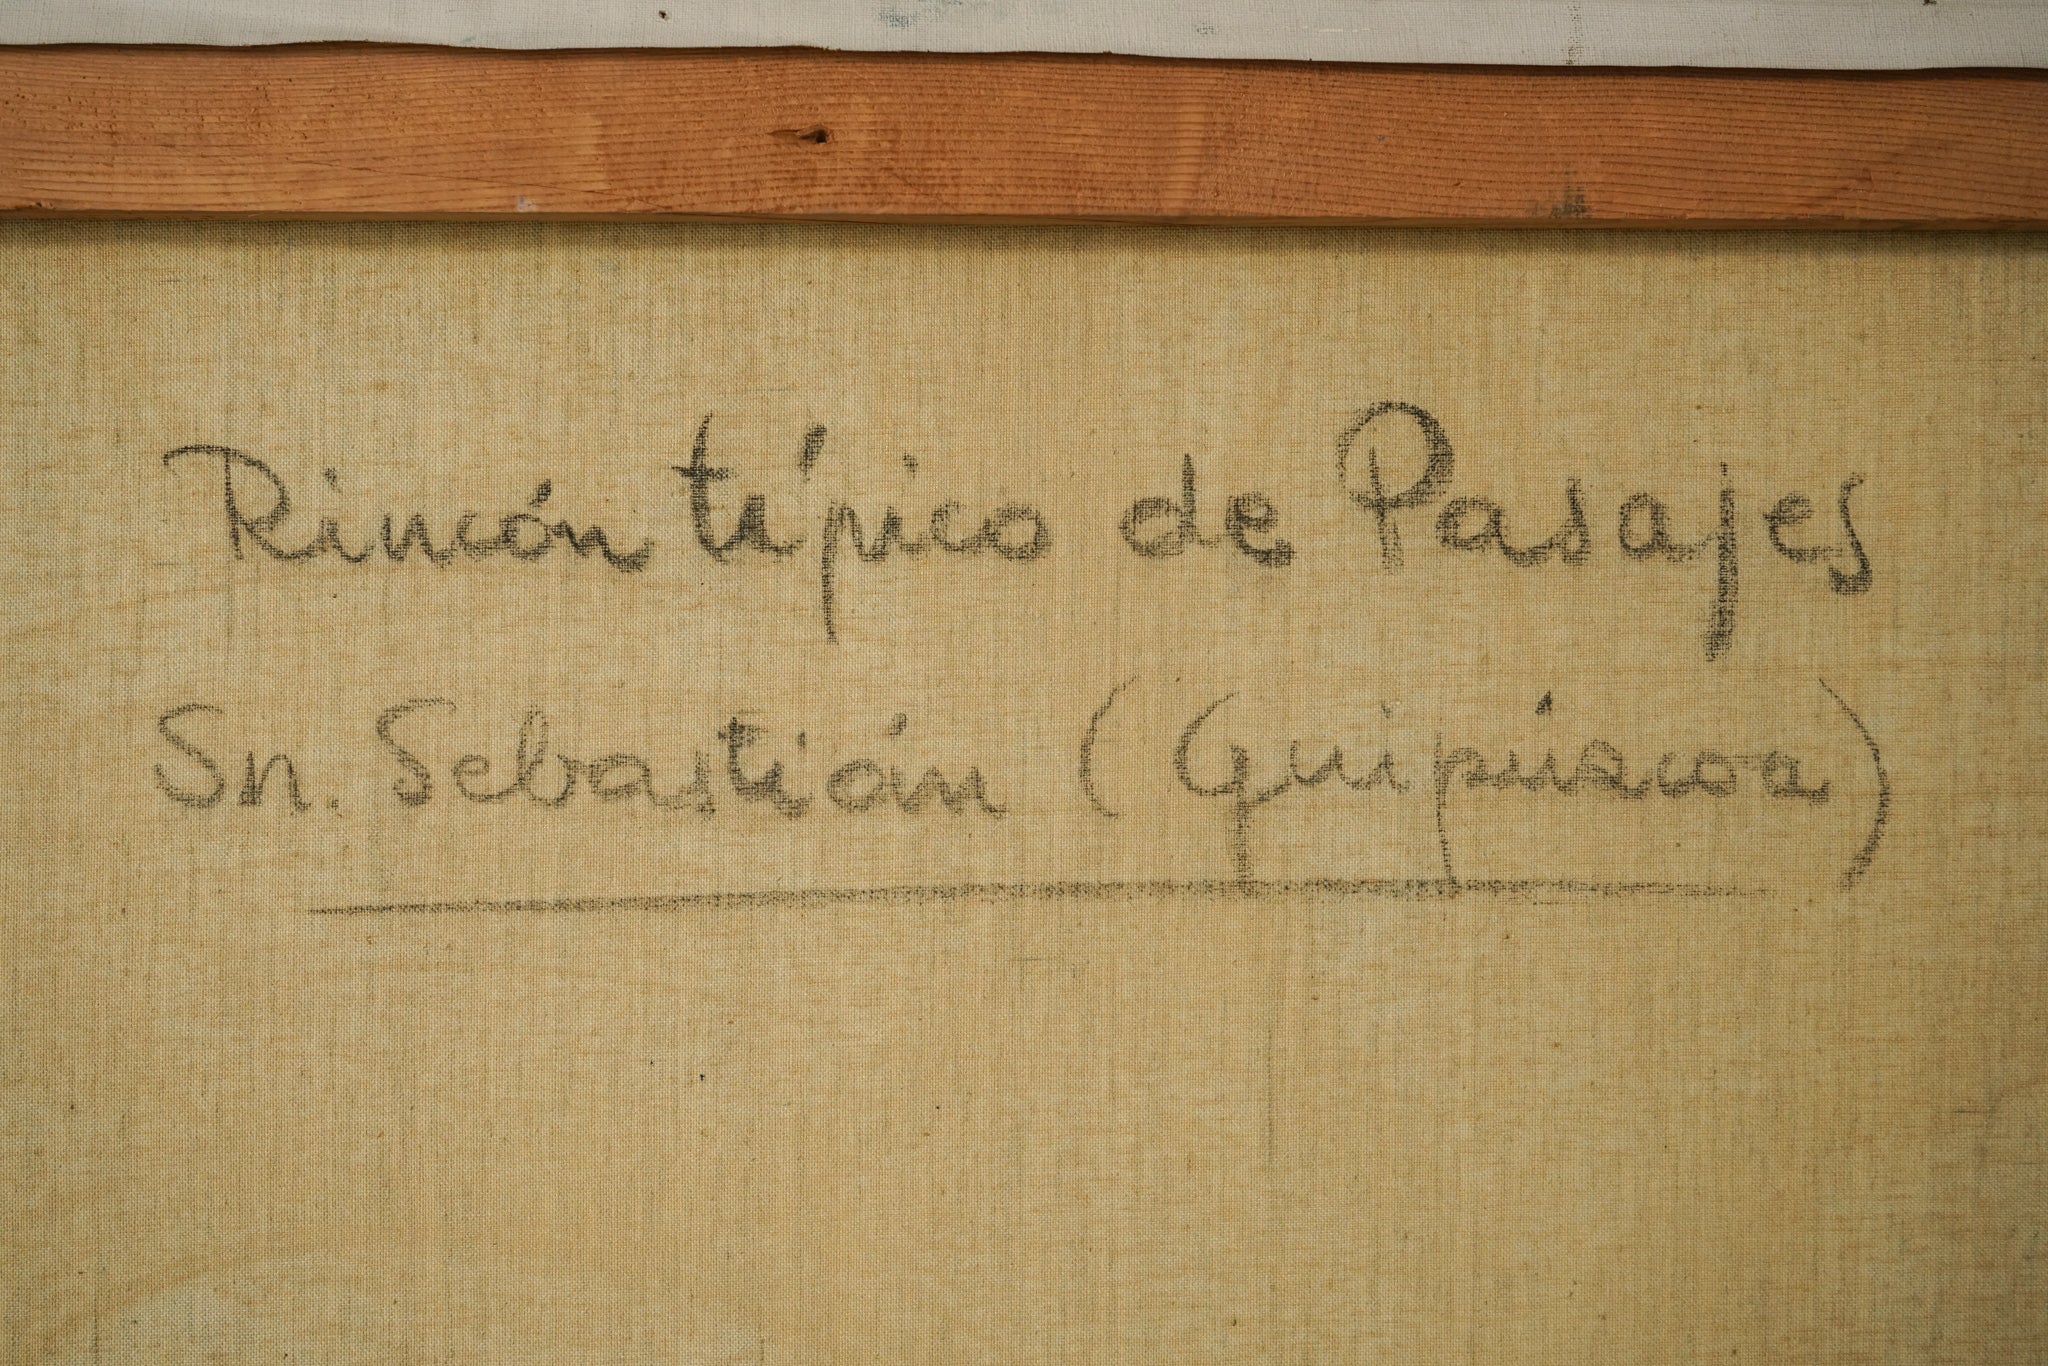 Rincón típico de Pasajes
Sn. Sebastián (Guipúzcoa)